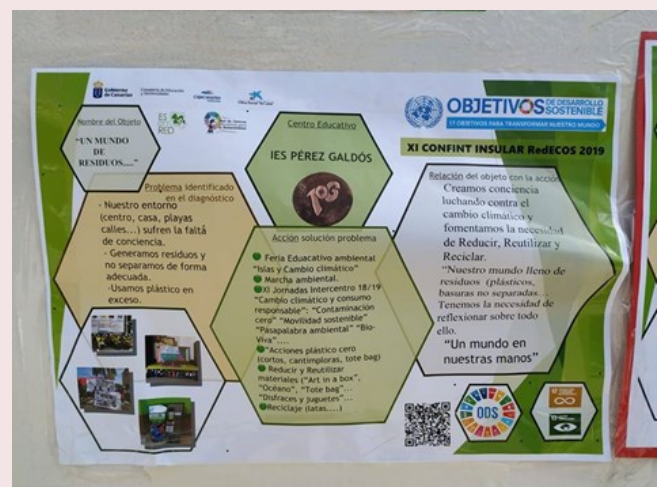 Gobierno
de Canarias
OBJETIVOS DE DESARROLLO
SOSTENIBLE
17 OBJETIVOS PARA TRANSFORMAR NUESTRO MUNDO
XI CONFINT INSULAR RedECOS 2019
Nombre del Objeto
"UN MUNDO
DE
RESIDUOS...."
ES
RED
Problema identificado
en el diagnóstico
- Nuestro entorno
(centro, casa, playas
calles...) sufren la falta
de conciencia.
- Generamos residuos y
no separamos de forma
adecuada.
-Usamos plástico en
exceso.
Centro Educativo
IES PÉREZ GALDÓS
Acción solución problema
Feria Educativo ambiental
"Islas y Cambio climático"
Marcha ambiental.
XI Jornadas Intercentro 18/19
"Cambio climático y consumo
responsable": "Contaminación
cero" "Movilidad sostenible"
"Pasapalabra ambiental" "Bio-
Viva"....
"Acciones plástico cero
(cortos, cantimploras, tote bag)
Reducir y Reutilizar
materiales ("Art in a box",
"Océano", "Tote bag"...
"Disfraces y juguetes"...
Reciclaje (latas....)
Relación del objeto con la acción
Creamos conciencia
luchando contra el
cambio climático y
fomentamos la necesidad
de Reducir, Reutilizar y
Reciclar.
"Nuestro mundo lleno de
residuos (plásticos,
basuras no separadas...
Tenemos la necesidad de
reflexionar sobre todo
ello.
"Un mundo en
nuestras manos"
ODS